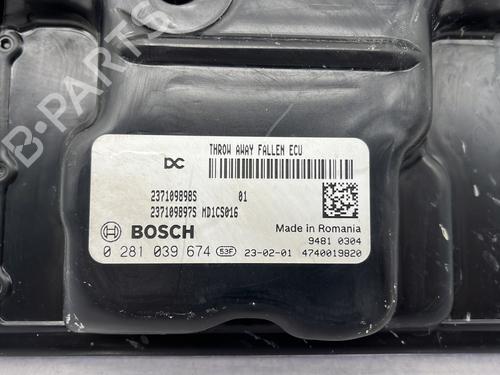 B-PARTS
THROW AWAY FALLEN ECU
DC
237109898S 01
237109897S MD1CS016
BOSCH
Made in Romania
9481 0304
0 281 039 674 53F 23-02-01 4740019820